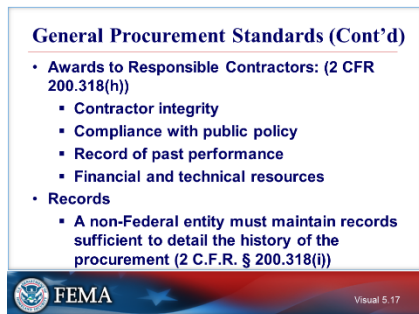 General Procurement Standards (Cont'd)
• Awards to Responsible Contractors: (2 CFR
200.318(h))
▪ Contractor integrity
▪ Compliance with public policy
▪ Record of past performance
▪ Financial and technical resources
• Records
▪ A non-Federal entity must maintain records
sufficient to detail the history of the
procurement (2 C.F.R. § 200.318(i))
FEMA
Visual 5.17